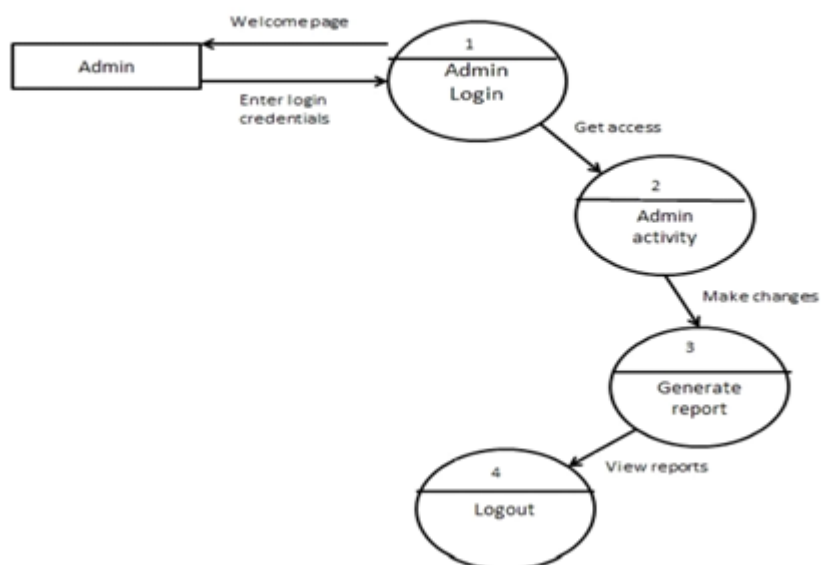 Welcome page
Admin
Enter login
credentials
1
Admin
Login
Get access
2
Admin
activity
Make changes
3
Generate
report
View reports
4
Logout